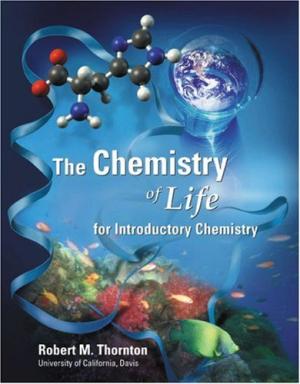 The Chemistry
of Life
for Introductory Chemistry
Robert M. Thornton
University of California, Davis